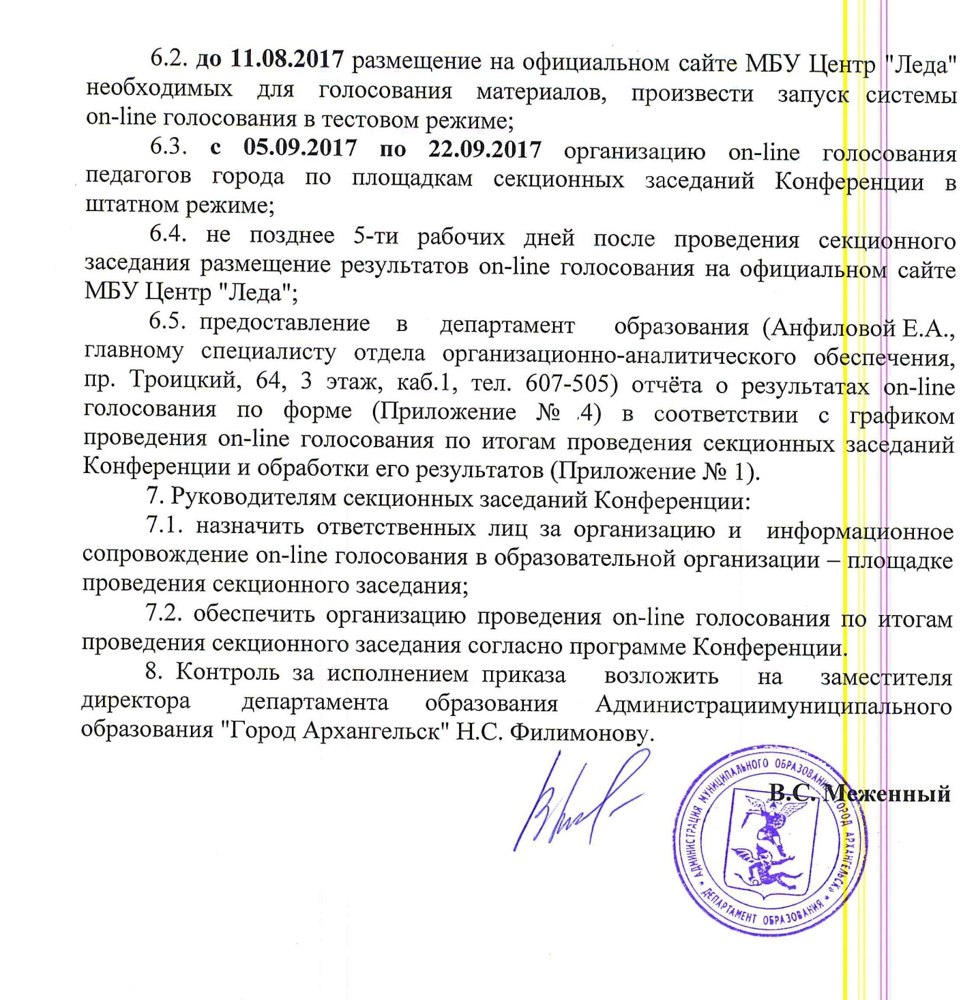 6.2. до 11.08.2017 размещение на официальном сайте МБУ Центр "Леда"
необходимых для голосования материалов, произвести запуск системы
on-line голосования в тестовом режиме;
6.3. с 05.09.2017 по 22.09.2017 организацию on-line голосования
педагогов города по площадкам секционных заседаний Конференции в
штатном режиме;
6.4. не позднее 5-ти рабочих дней после проведения секционного
заседания размещение результатов on-line голосования на официальном сайте
МБУ Центр "Леда";
6.5. предоставление в департамент образования (Анфиловой Е.А.,
главному специалисту отдела организационно-аналитического обеспечения,
пр. Троицкий, 64, 3 этаж, каб.1, тел. 607-505) отчёта о результатах on-line
голосования по форме (Приложение № 4) в соответствии с графиком
проведения on-line голосования по итогам проведения секционных заседаний
Конференции и обработки его результатов (Приложение № 1).
7. Руководителям секционных заседаний Конференции:
7.1. назначить ответственных лиц за организацию и информационное
сопровождение on-line голосования в образовательной организации – площадке
проведения секционного заседания;
7.2. обеспечить организацию проведения on-line голосования по итогам
проведения секционного заседания согласно программе Конференции.
8. Контроль за исполнением приказа возложить на заместителя
директора департамента образования Администрациимуниципального
образования "Город Архангельск" Н.С. Филимонову.
В.С. Меженный
* АДМИНИСТРАЦИЯ МУНИЦИПАЛЬНОГО ОБРАЗОВАНИЯ «ГОРОД АРХАНГЕЛЬСК» *
ДЕПАРТАМЕНТ ОБРАЗОВАНИЯ